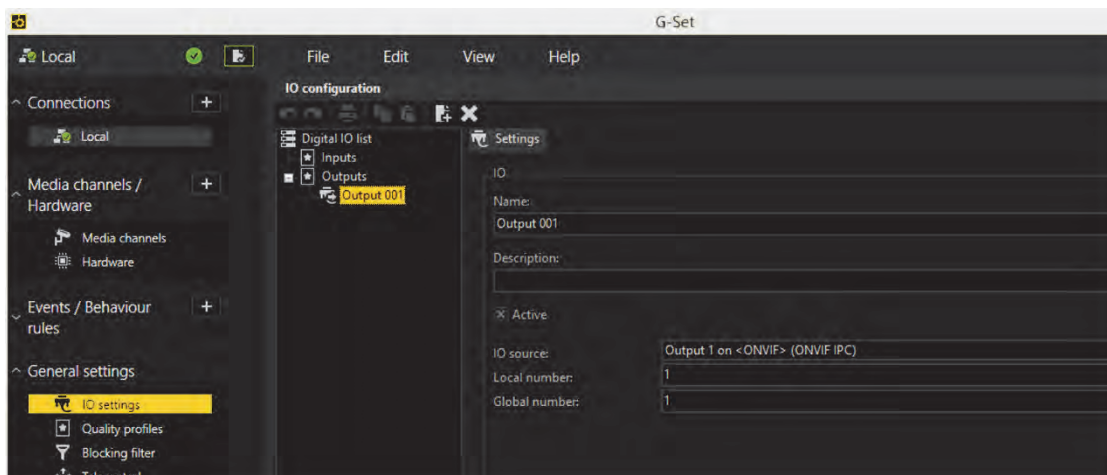 G-Set
Local
File Edit View Help
Connections
Local
Media channels /
Hardware
Media channels
Hardware
Events / Behaviour
rules
General settings
IO settings
Quality profiles
Blocking filter
IO configuration
Digital IO list
Inputs
Outputs
Output 001
Settings
IO
Name:
Output 001
Description:
Active
IO source: Output 1 on <ONVIF> (ONVIF IPC)
Local number: 1
Global number: 1